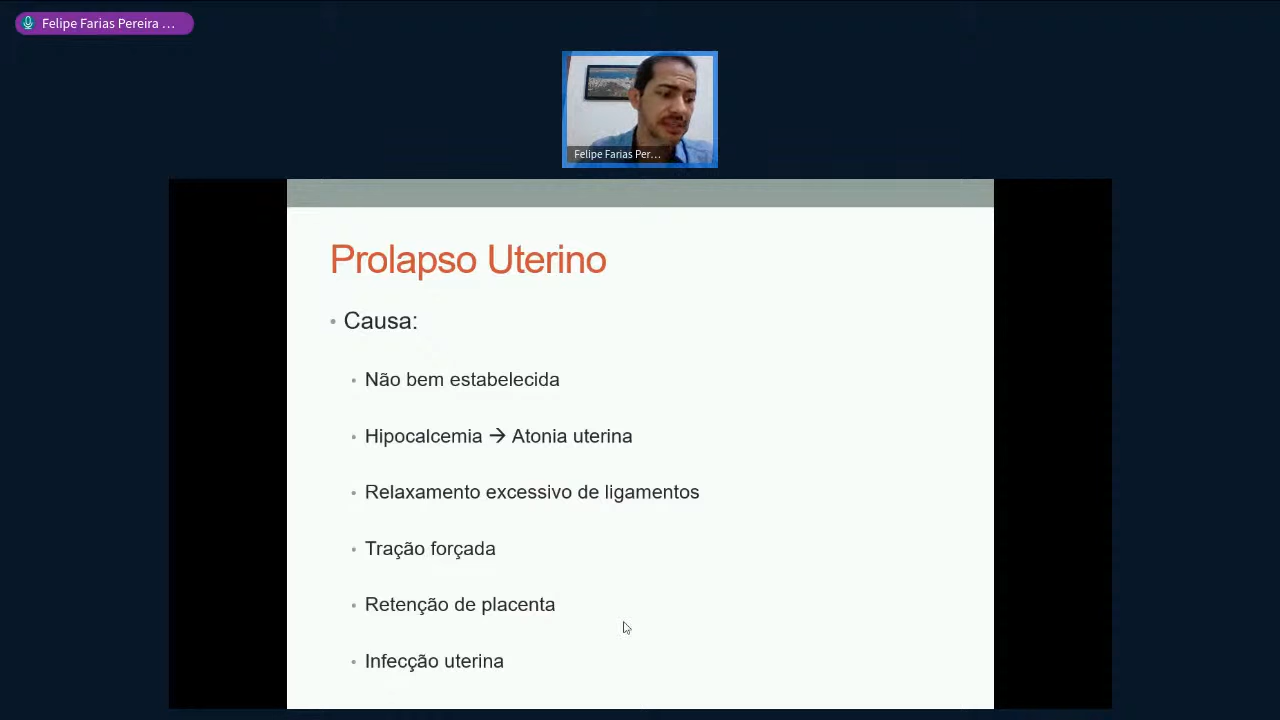 Felipe Farias Pereira ...
Felipe Farias Per...
Prolapso Uterino
• Causa:
• Não bem estabelecida
• Hipocalcemia → Atonia uterina
• Relaxamento excessivo de ligamentos
• Tração forçada
• Retenção de placenta
• Infecção uterina